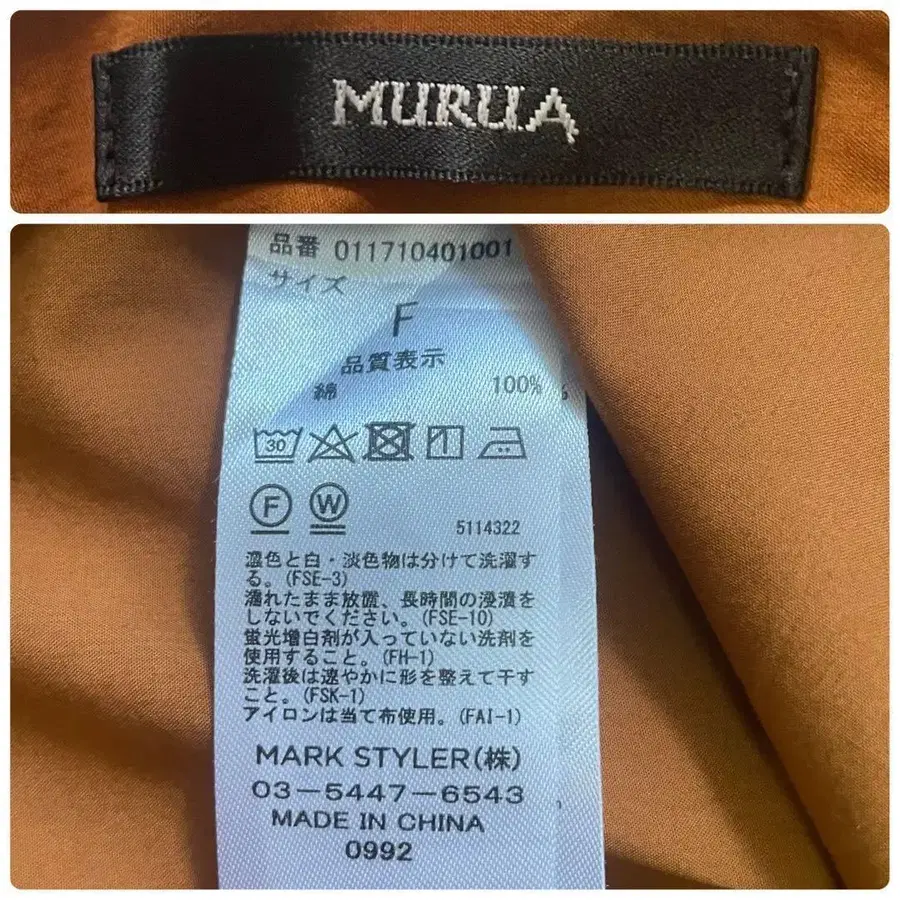 MURUA
品番 011710401001
サイズ
F
品質表示
綿 100%
30
F W
5114322
濃色と白・淡色物は分けて洗濯す
る。(FSE-3)
濡れたまま放置、長時間の浸漬を
しないでください。(FSE-10)
蛍光増白剤が入っていない洗剤を
使用すること。(FH-1)
洗濯後は速やかに形を整えて干す
こと。(FSK-1)
アイロンは当て布使用。(FAI-1)
MARK STYLER(株)
03-5447-6543
MADE IN CHINA
0992